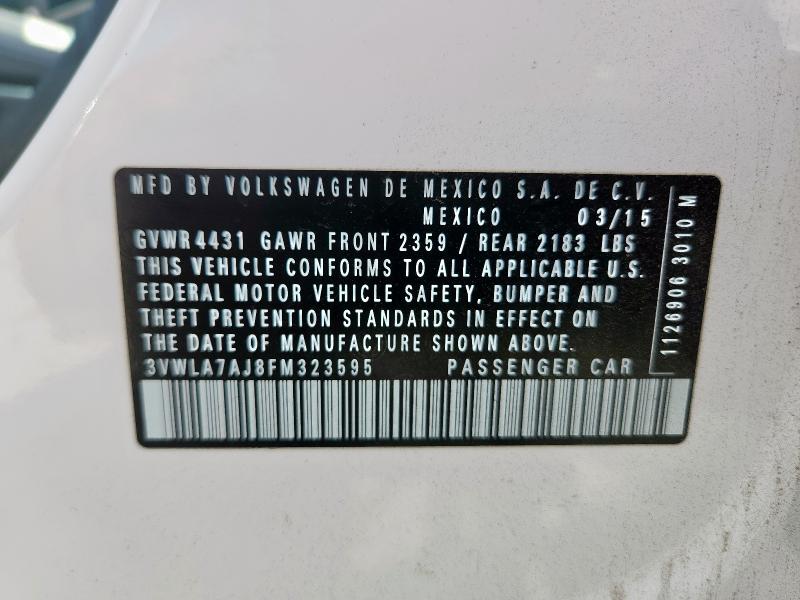 MFD BY VOLKSWAGEN DE MEXICO S.A. DE C.V.
MEXICO 03/15
GVWR 4431 GAWR FRONT 2359 / REAR 2183 LBS
THIS VEHICLE CONFORMS TO ALL APPLICABLE U.S.
FEDERAL MOTOR VEHICLE SAFETY, BUMPER AND
THEFT PREVENTION STANDARDS IN EFFECT ON
THE DATE OF MANUFACTURE SHOWN ABOVE.
3VWLA7AJ8FM323595 PASSENGER CAR
1126906 3010 M